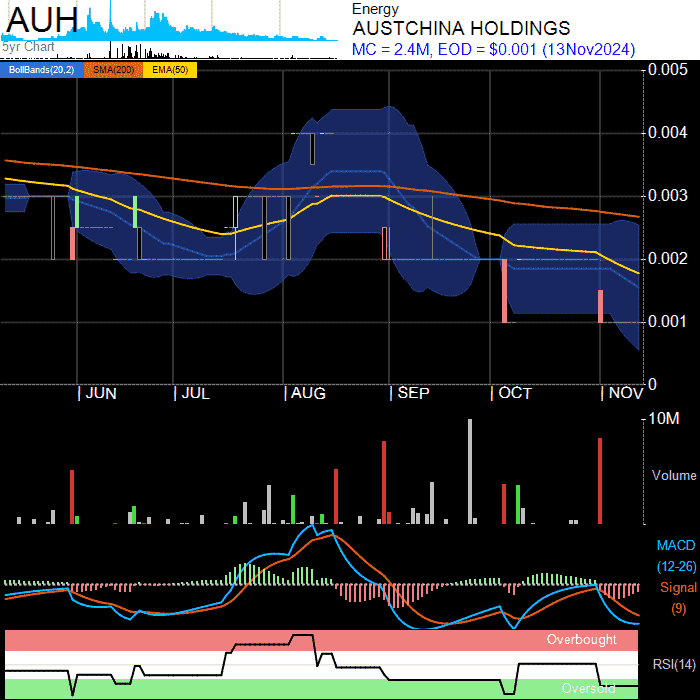 AUH
5yr Chart
Energy
AUSTCHINA HOLDINGS
MC = 2.4M, EOD = $0.001 (13Nov2024)
BollBands(20,2) SMA(200) EMA(50)
0.005
0.004
0.003
0.002
0.001
0
JUN JUL AUG SEP OCT NOV
10M
Volume
MACD
(12-26)
Signal
(9)
Overbought
RSI(14)
Oversold